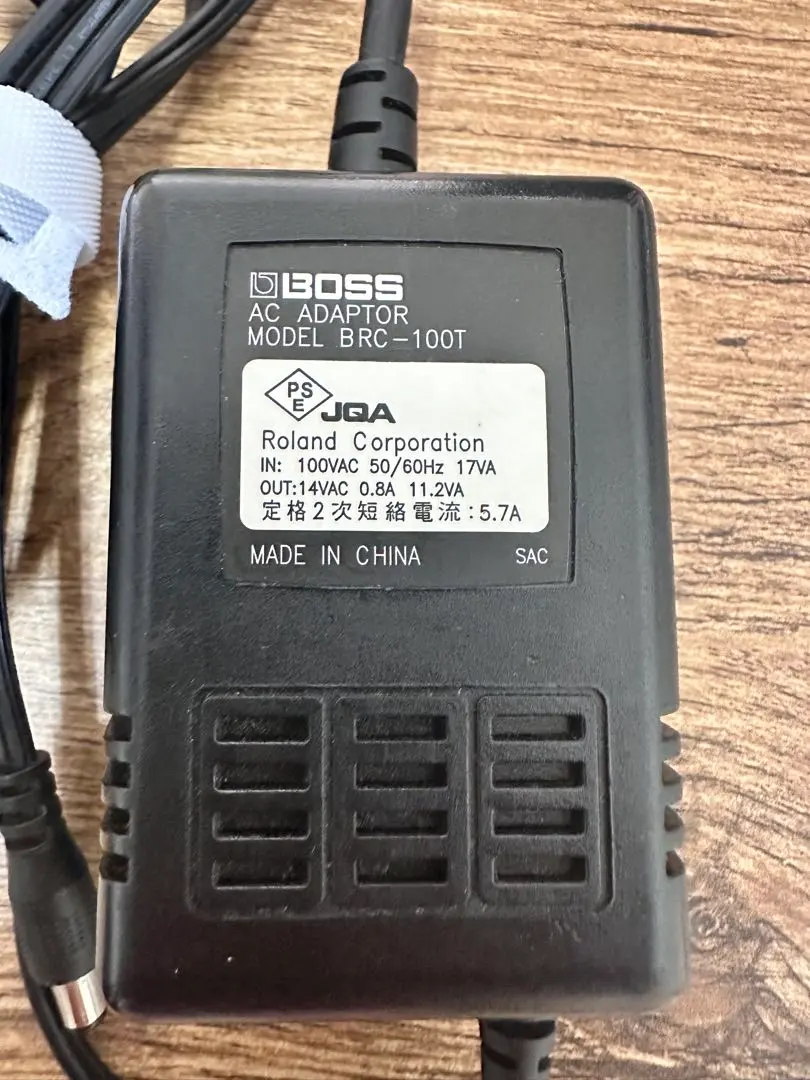 BOSS
AC ADAPTOR
MODEL BRC-100T
PS
E
JQA
Roland Corporation
IN: 100VAC 50/60Hz 17VA
OUT:14VAC 0.8A 11.2VA
定格2次短絡電流:5.7A
MADE IN CHINA SAC